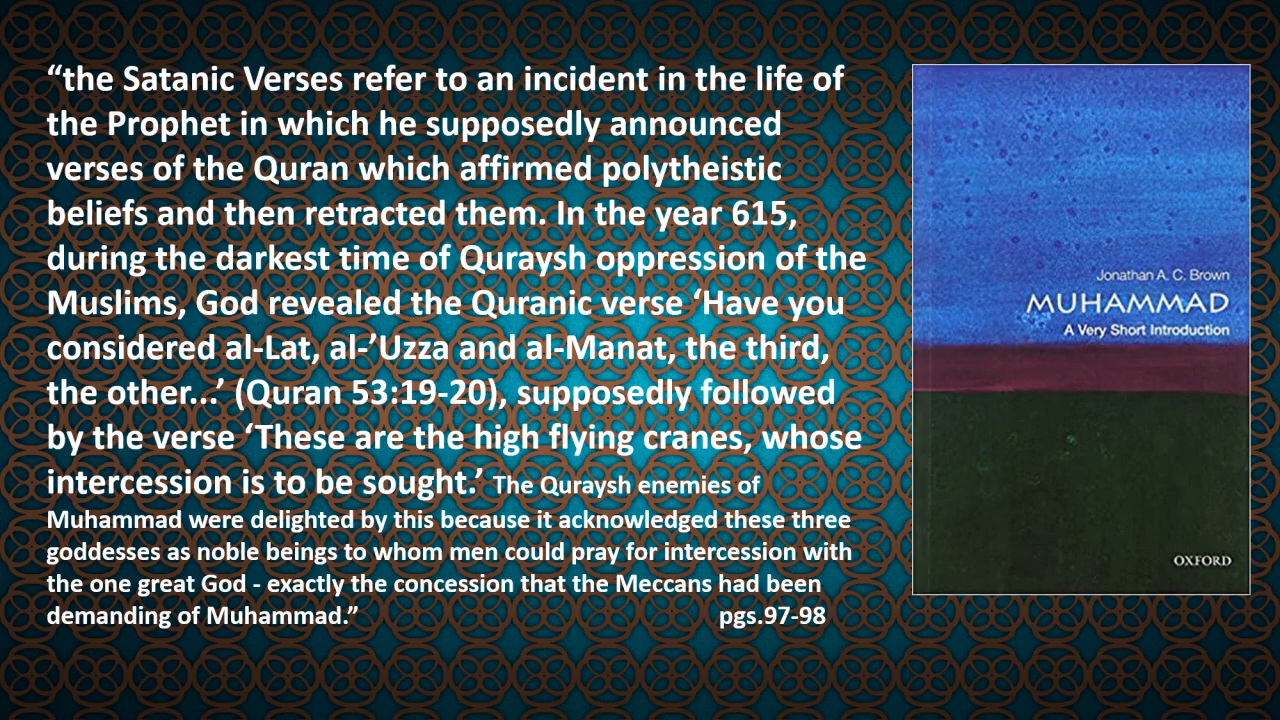 “the Satanic Verses refer to an incident in the life of
the Prophet in which he supposedly announced
verses of the Quran which affirmed polytheistic
beliefs and then retracted them. In the year 615,
during the darkest time of Quraysh oppression of the
Muslims, God revealed the Quranic verse ‘Have you
considered al-Lat, al-’Uzza and al-Manat, the third,
the other...’ (Quran 53:19-20), supposedly followed
by the verse ‘These are the high flying cranes, whose
intercession is to be sought.’ The Quraysh enemies of
Muhammad were delighted by this because it acknowledged these three
goddesses as noble beings to whom men could pray for intercession with
the one great God - exactly the concession that the Meccans had been
demanding of Muhammad.” pgs.97-98
Jonathan A. C. Brown
MUHAMMAD
A Very Short Introduction
OXFORD